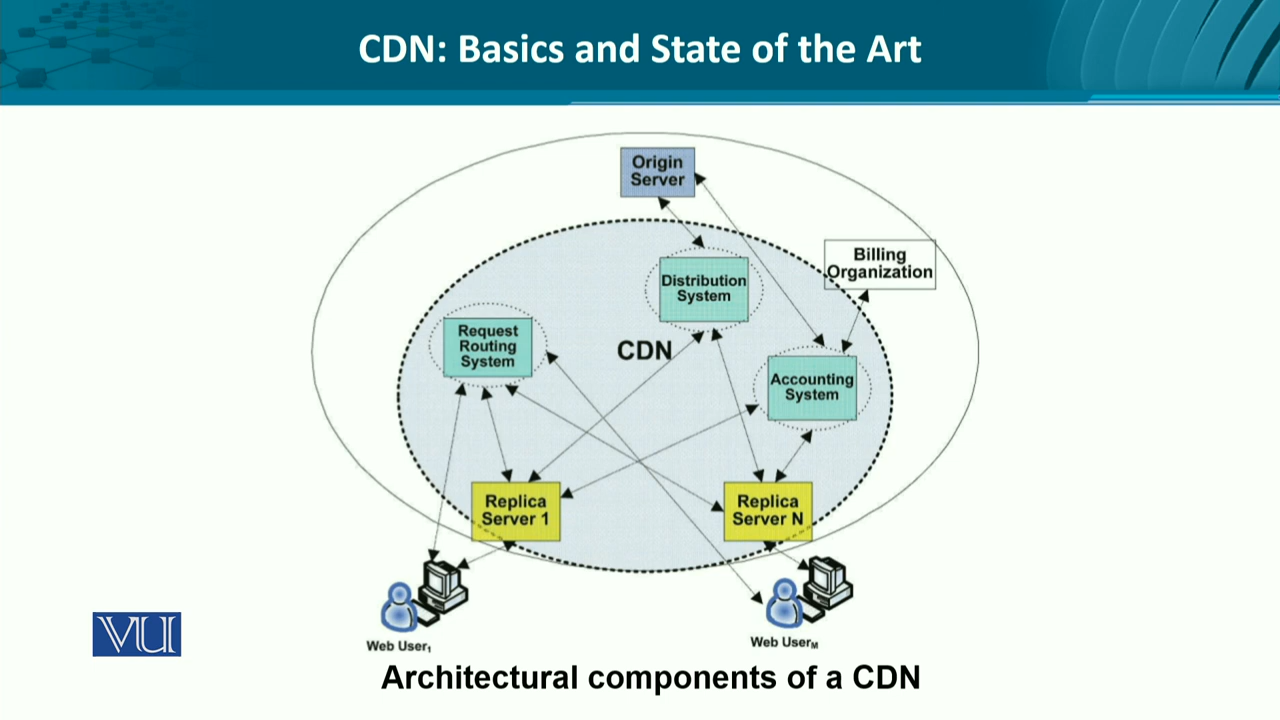 CDN: Basics and State of the Art
Origin
Server
Billing
Organization
Distribution
System
Request
Routing
System
CDN
Accounting
System
Replica
Server 1
Replica
Server N
VU
Web User₁
Web Userₘ
Architectural components of a CDN